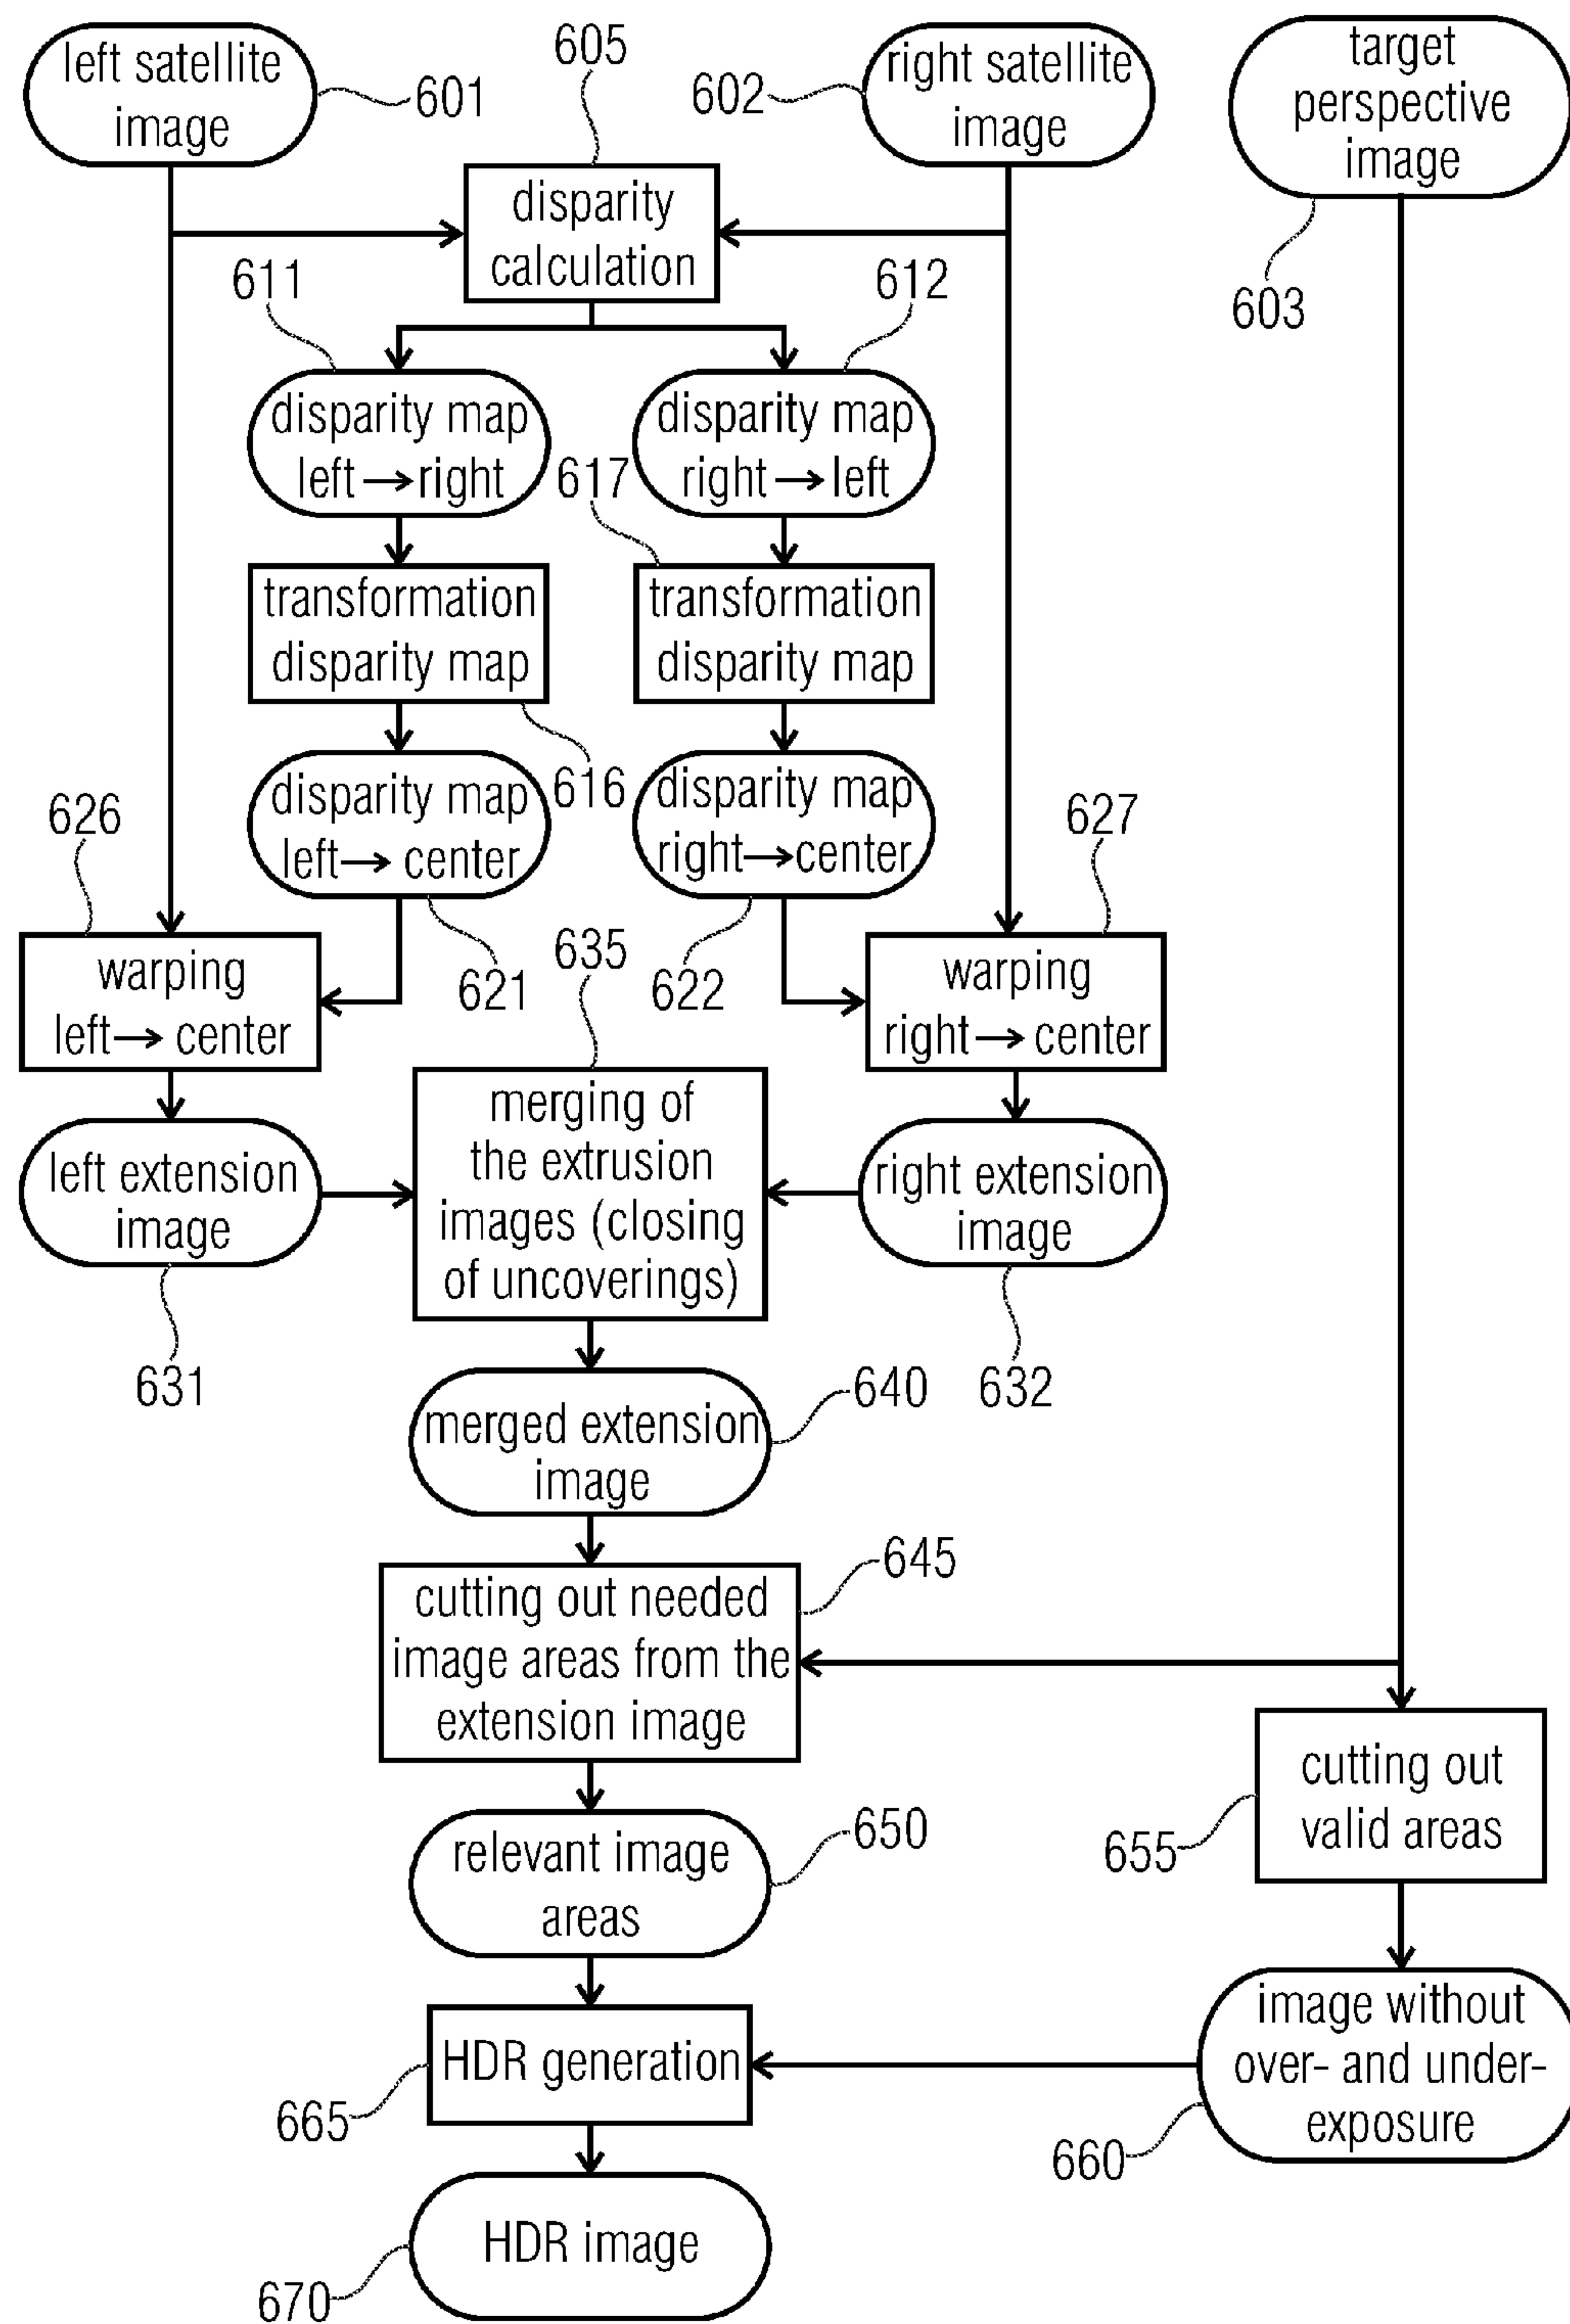 left satellite
image
601
605
602
right satellite
image
target
perspective
image
603
disparity
calculation
611
612
disparity map
left → right
617
disparity map
right → left
transformation
disparity map
transformation
disparity map
616
disparity map
left → center
disparity map
right → center
626
627
warping
left → center
621
635
622
warping
right → center
merging of
the extrusion
images (closing
of uncoverings)
left extension
image
right extension
image
631
632
640
merged extension
image
645
cutting out needed
image areas from the
extension image
cutting out
valid areas
655
650
relevant image
areas
image without
over- and under-
exposure
660
HDR generation
665
HDR image
670